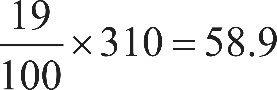 19/100 × 310 = 58.9